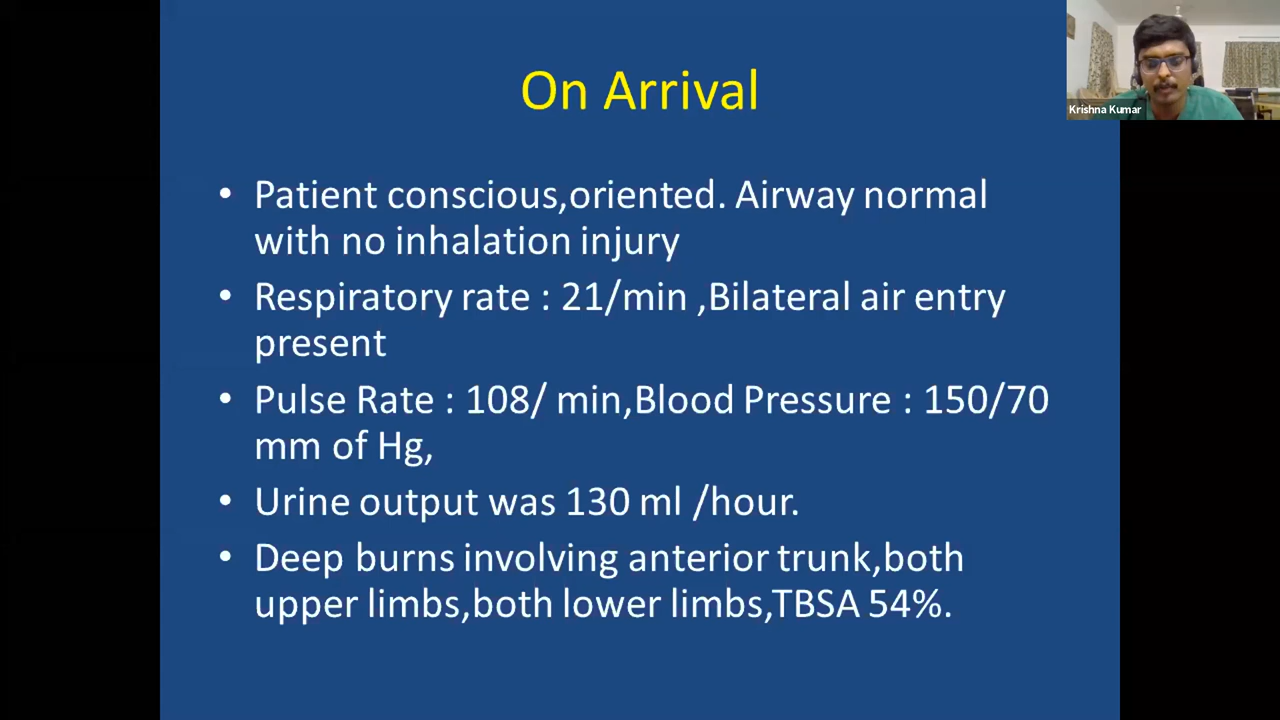 On Arrival
Krishna Kumar
• Patient conscious,oriented. Airway normal
with no inhalation injury
• Respiratory rate : 21/min ,Bilateral air entry
present
• Pulse Rate : 108/ min,Blood Pressure : 150/70
mm of Hg,
• Urine output was 130 ml /hour.
• Deep burns involving anterior trunk,both
upper limbs,both lower limbs,TBSA 54%.